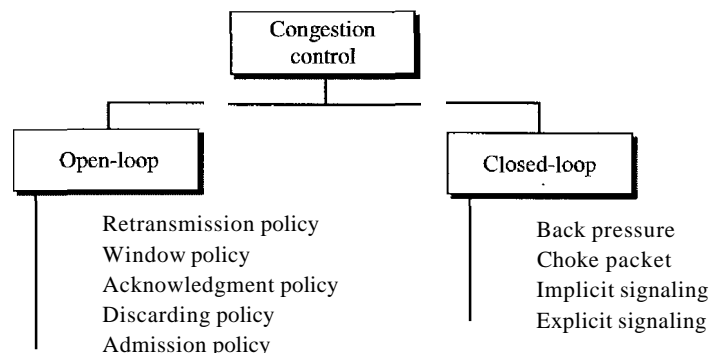 Congestion
control
Open-loop
Closed-loop
Retransmission policy
Window policy
Acknowledgment policy
Discarding policy
Admission policy
Back pressure
Choke packet
Implicit signaling
Explicit signaling